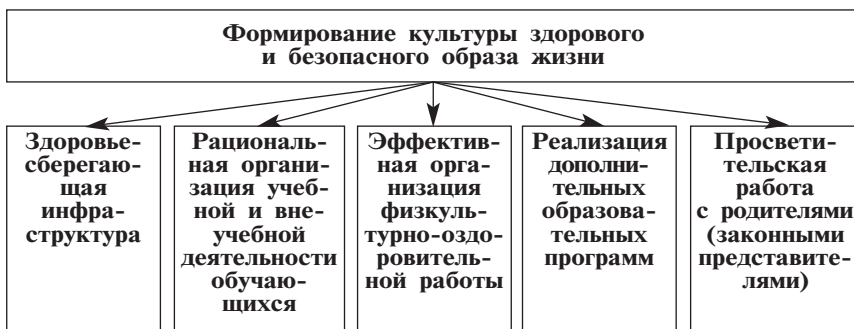 Формирование культуры здорового
и безопасного образа жизни
Здоровье-
сберегаю-
щая
инфра-
структура
Рациональ-
ная органи-
зация учеб-
ной и вне-
учебной
деятельности
обучаю-
щихся
Эффектив-
ная орга-
низация
физкуль-
турно-оздо-
ровитель-
ной работы
Реализация
дополни-
тельных
образова-
тельных
программ
Просвети-
тельская
работа
с родителями
(законными
представите-
лями)